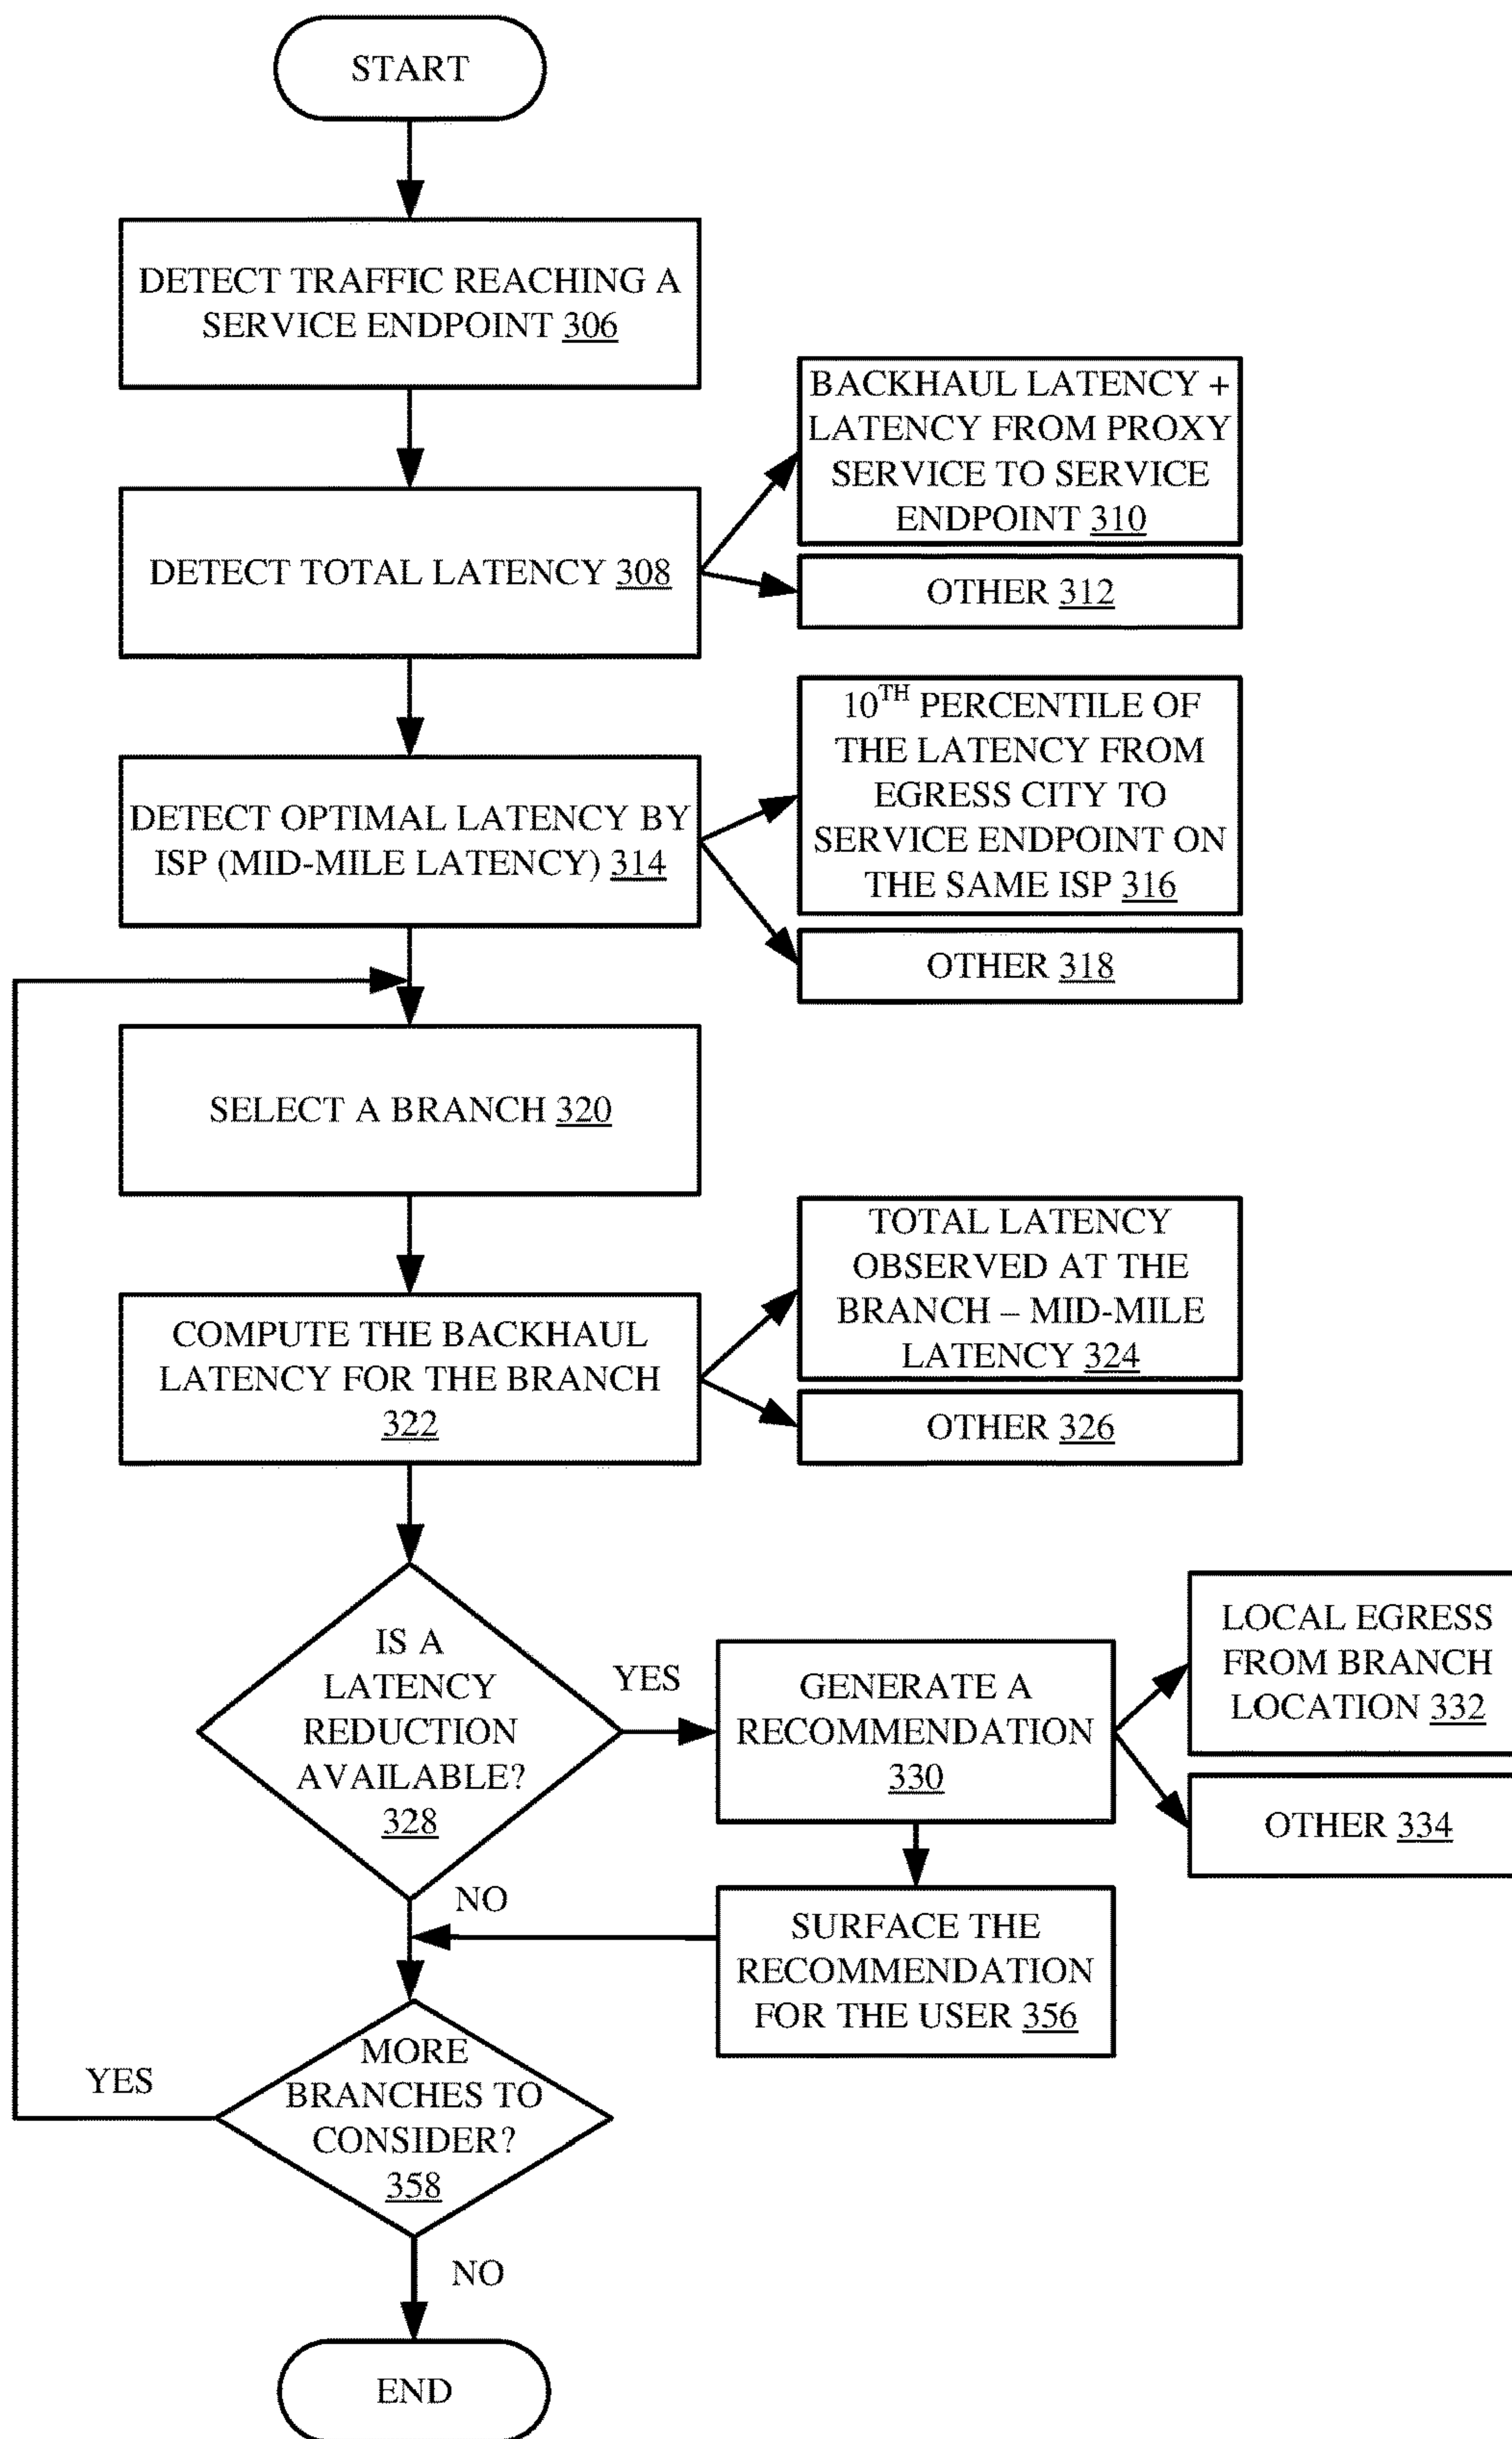 START
DETECT TRAFFIC REACHING A
SERVICE ENDPOINT 306
BACKHAUL LATENCY +
LATENCY FROM PROXY
SERVICE TO SERVICE
ENDPOINT 310
DETECT TOTAL LATENCY 308
OTHER 312
10TH PERCENTILE OF
THE LATENCY FROM
EGRESS CITY TO
SERVICE ENDPOINT ON
THE SAME ISP 316
DETECT OPTIMAL LATENCY BY
ISP (MID-MILE LATENCY) 314
OTHER 318
SELECT A BRANCH 320
TOTAL LATENCY
OBSERVED AT THE
BRANCH – MID-MILE
LATENCY 324
COMPUTE THE BACKHAUL
LATENCY FOR THE BRANCH
322
OTHER 326
IS A
LATENCY
REDUCTION
AVAILABLE?
328
YES
GENERATE A
RECOMMENDATION
330
LOCAL EGRESS
FROM BRANCH
LOCATION 332
OTHER 334
NO
SURFACE THE
RECOMMENDATION
FOR THE USER 356
MORE
BRANCHES TO
CONSIDER?
358
YES
NO
END